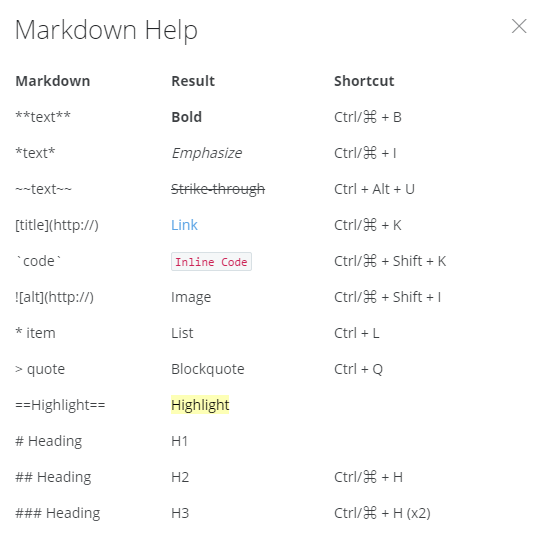 Markdown Help
Markdown Result Shortcut
**text** Bold Ctrl/⌘ + B
*text* Emphasize Ctrl/⌘ + I
~~text~~ Strike-through Ctrl + Alt + U
[title](http://) Link Ctrl/⌘ + K
`code` Inline Code Ctrl/⌘ + Shift + K
![alt](http://) Image Ctrl/⌘ + Shift + I
* item List Ctrl + L
> quote Blockquote Ctrl + Q
==Highlight== Highlight
# Heading H1
## Heading H2 Ctrl/⌘ + H
### Heading H3 Ctrl/⌘ + H (x2)